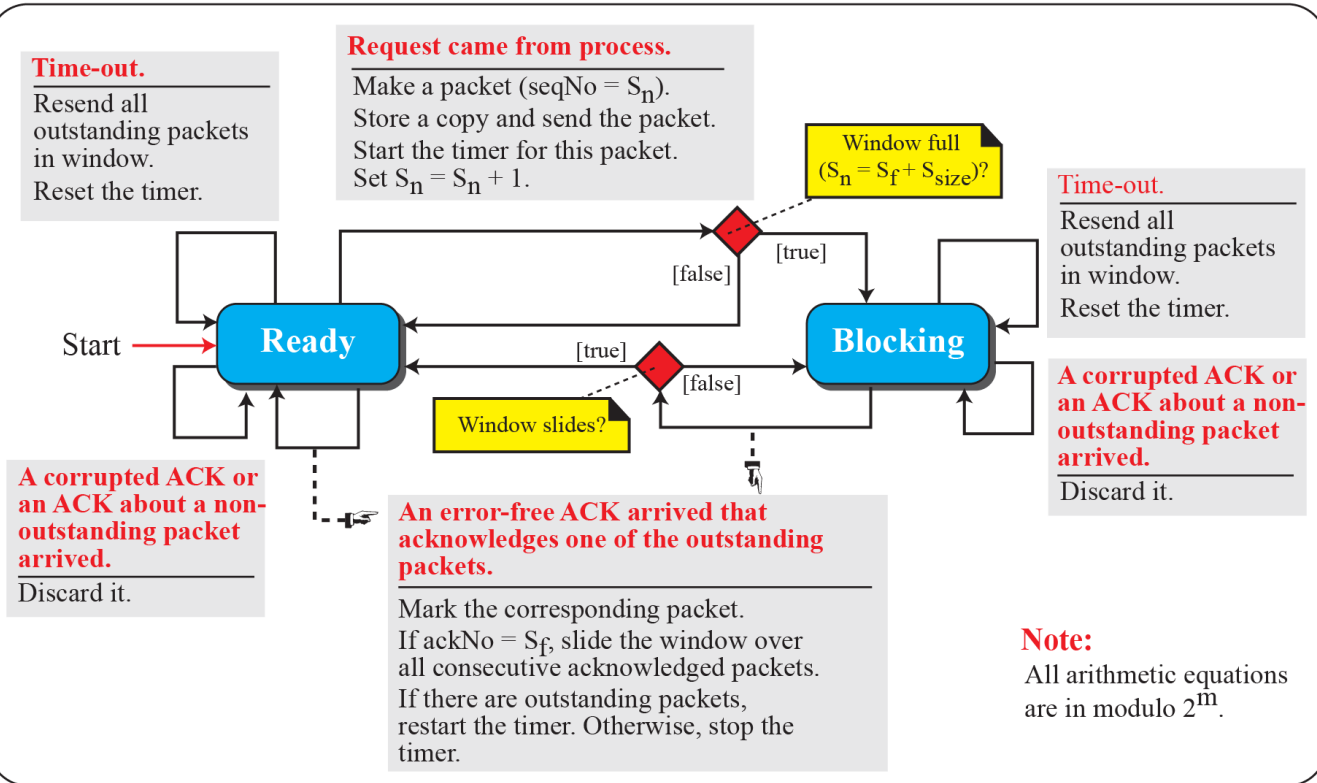 Time-out.
Resend all
outstanding packets
in window.
Reset the timer.
Request came from process.
Make a packet (seqNo = Sn).
Store a copy and send the packet.
Start the timer for this packet.
Set Sn = Sn + 1.
Window full
(Sn = Sf + Ssize)?
Time-out.
Resend all
outstanding packets
in window.
Reset the timer.
[true]
[false]
Start
Ready
Blocking
[true]
[false]
Window slides?
A corrupted ACK or
an ACK about a non-
outstanding packet
arrived.
Discard it.
A corrupted ACK or
an ACK about a non-
outstanding packet
arrived.
Discard it.
An error-free ACK arrived that
acknowledges one of the outstanding
packets.
Mark the corresponding packet.
If ackNo = Sf, slide the window over
all consecutive acknowledged packets.
If there are outstanding packets,
restart the timer. Otherwise, stop the
timer.
Note:
All arithmetic equations
are in modulo 2^m.